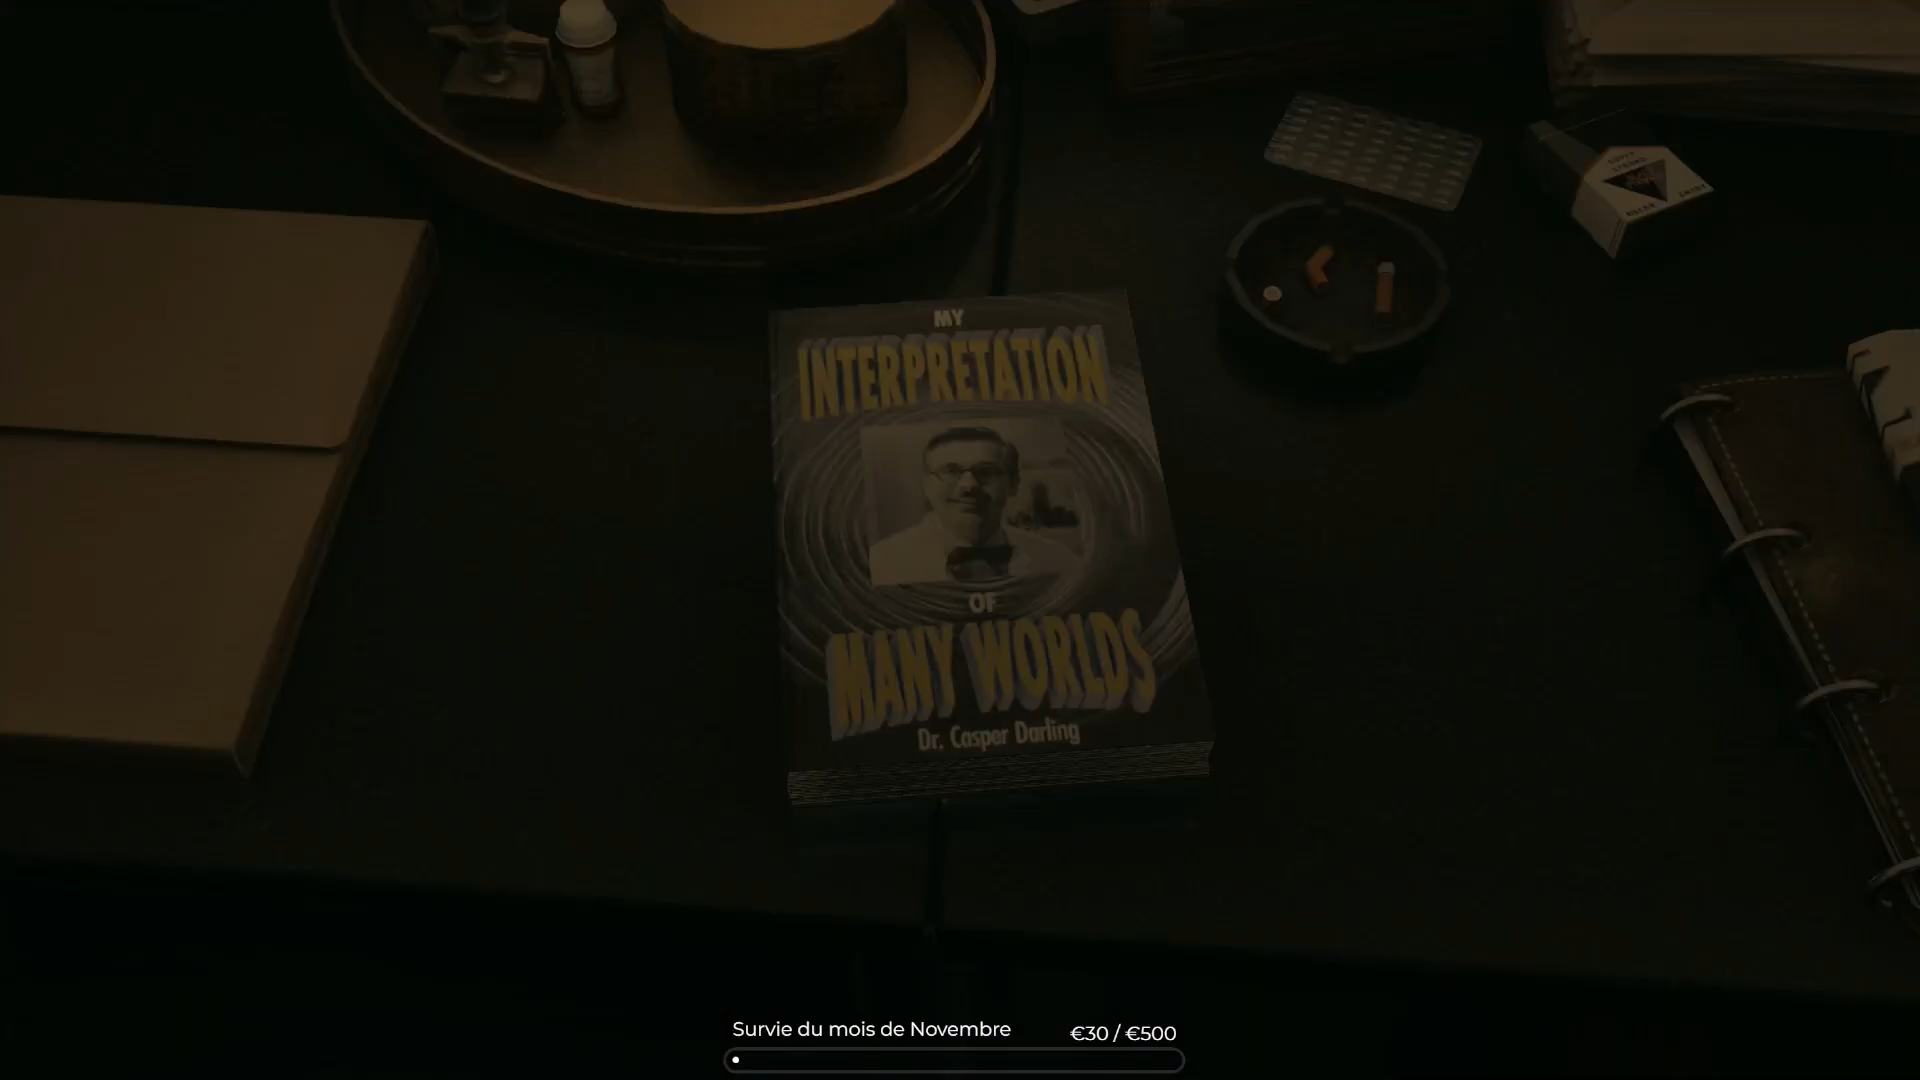 MY
INTERPRETATION
OF
MANY WORLDS
Dr. Casper Darling
Survie du mois de Novembre
€30 / €500